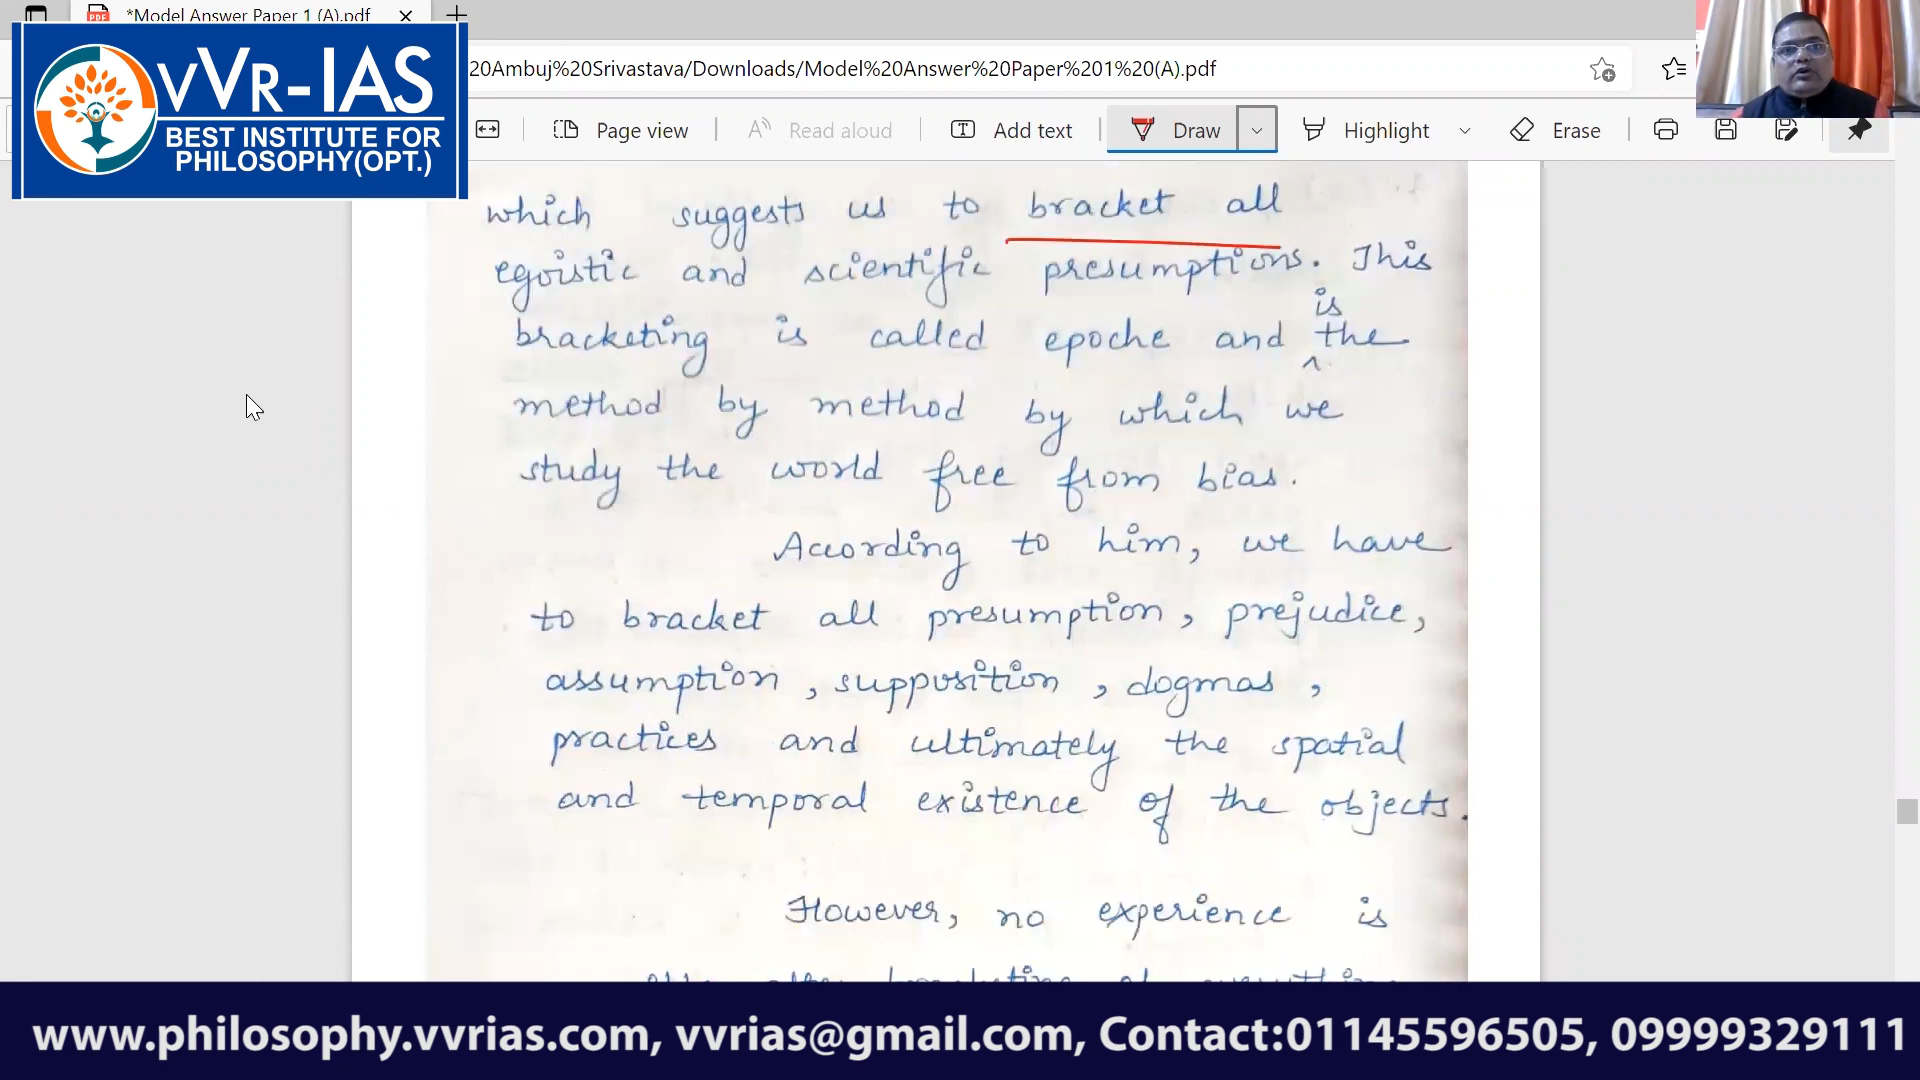 *Model Answer Paper 1 (A).pdf
vVR-IAS
BEST INSTITUTE FOR
PHILOSOPHY(OPT.)
20Ambuj%20Srivastava/Downloads/Model%20Answer%20Paper%201%20(A).pdf
Page view
Read aloud
Add text
Draw
Highlight
Erase
which suggests us to bracket all
egoistic and scientific presumptions. This
is
bracketing is called epoche and ^ the
method by method by which we
study the world free from bias.
According to him, we have
to bracket all presumption, prejudice,
assumption, supposition, dogmas,
practices and ultimately the spatial
and temporal existence of the objects.
However, no experience is
www.philosophy.vvrias.com, vvrias@gmail.com, Contact:01145596505, 09999329111